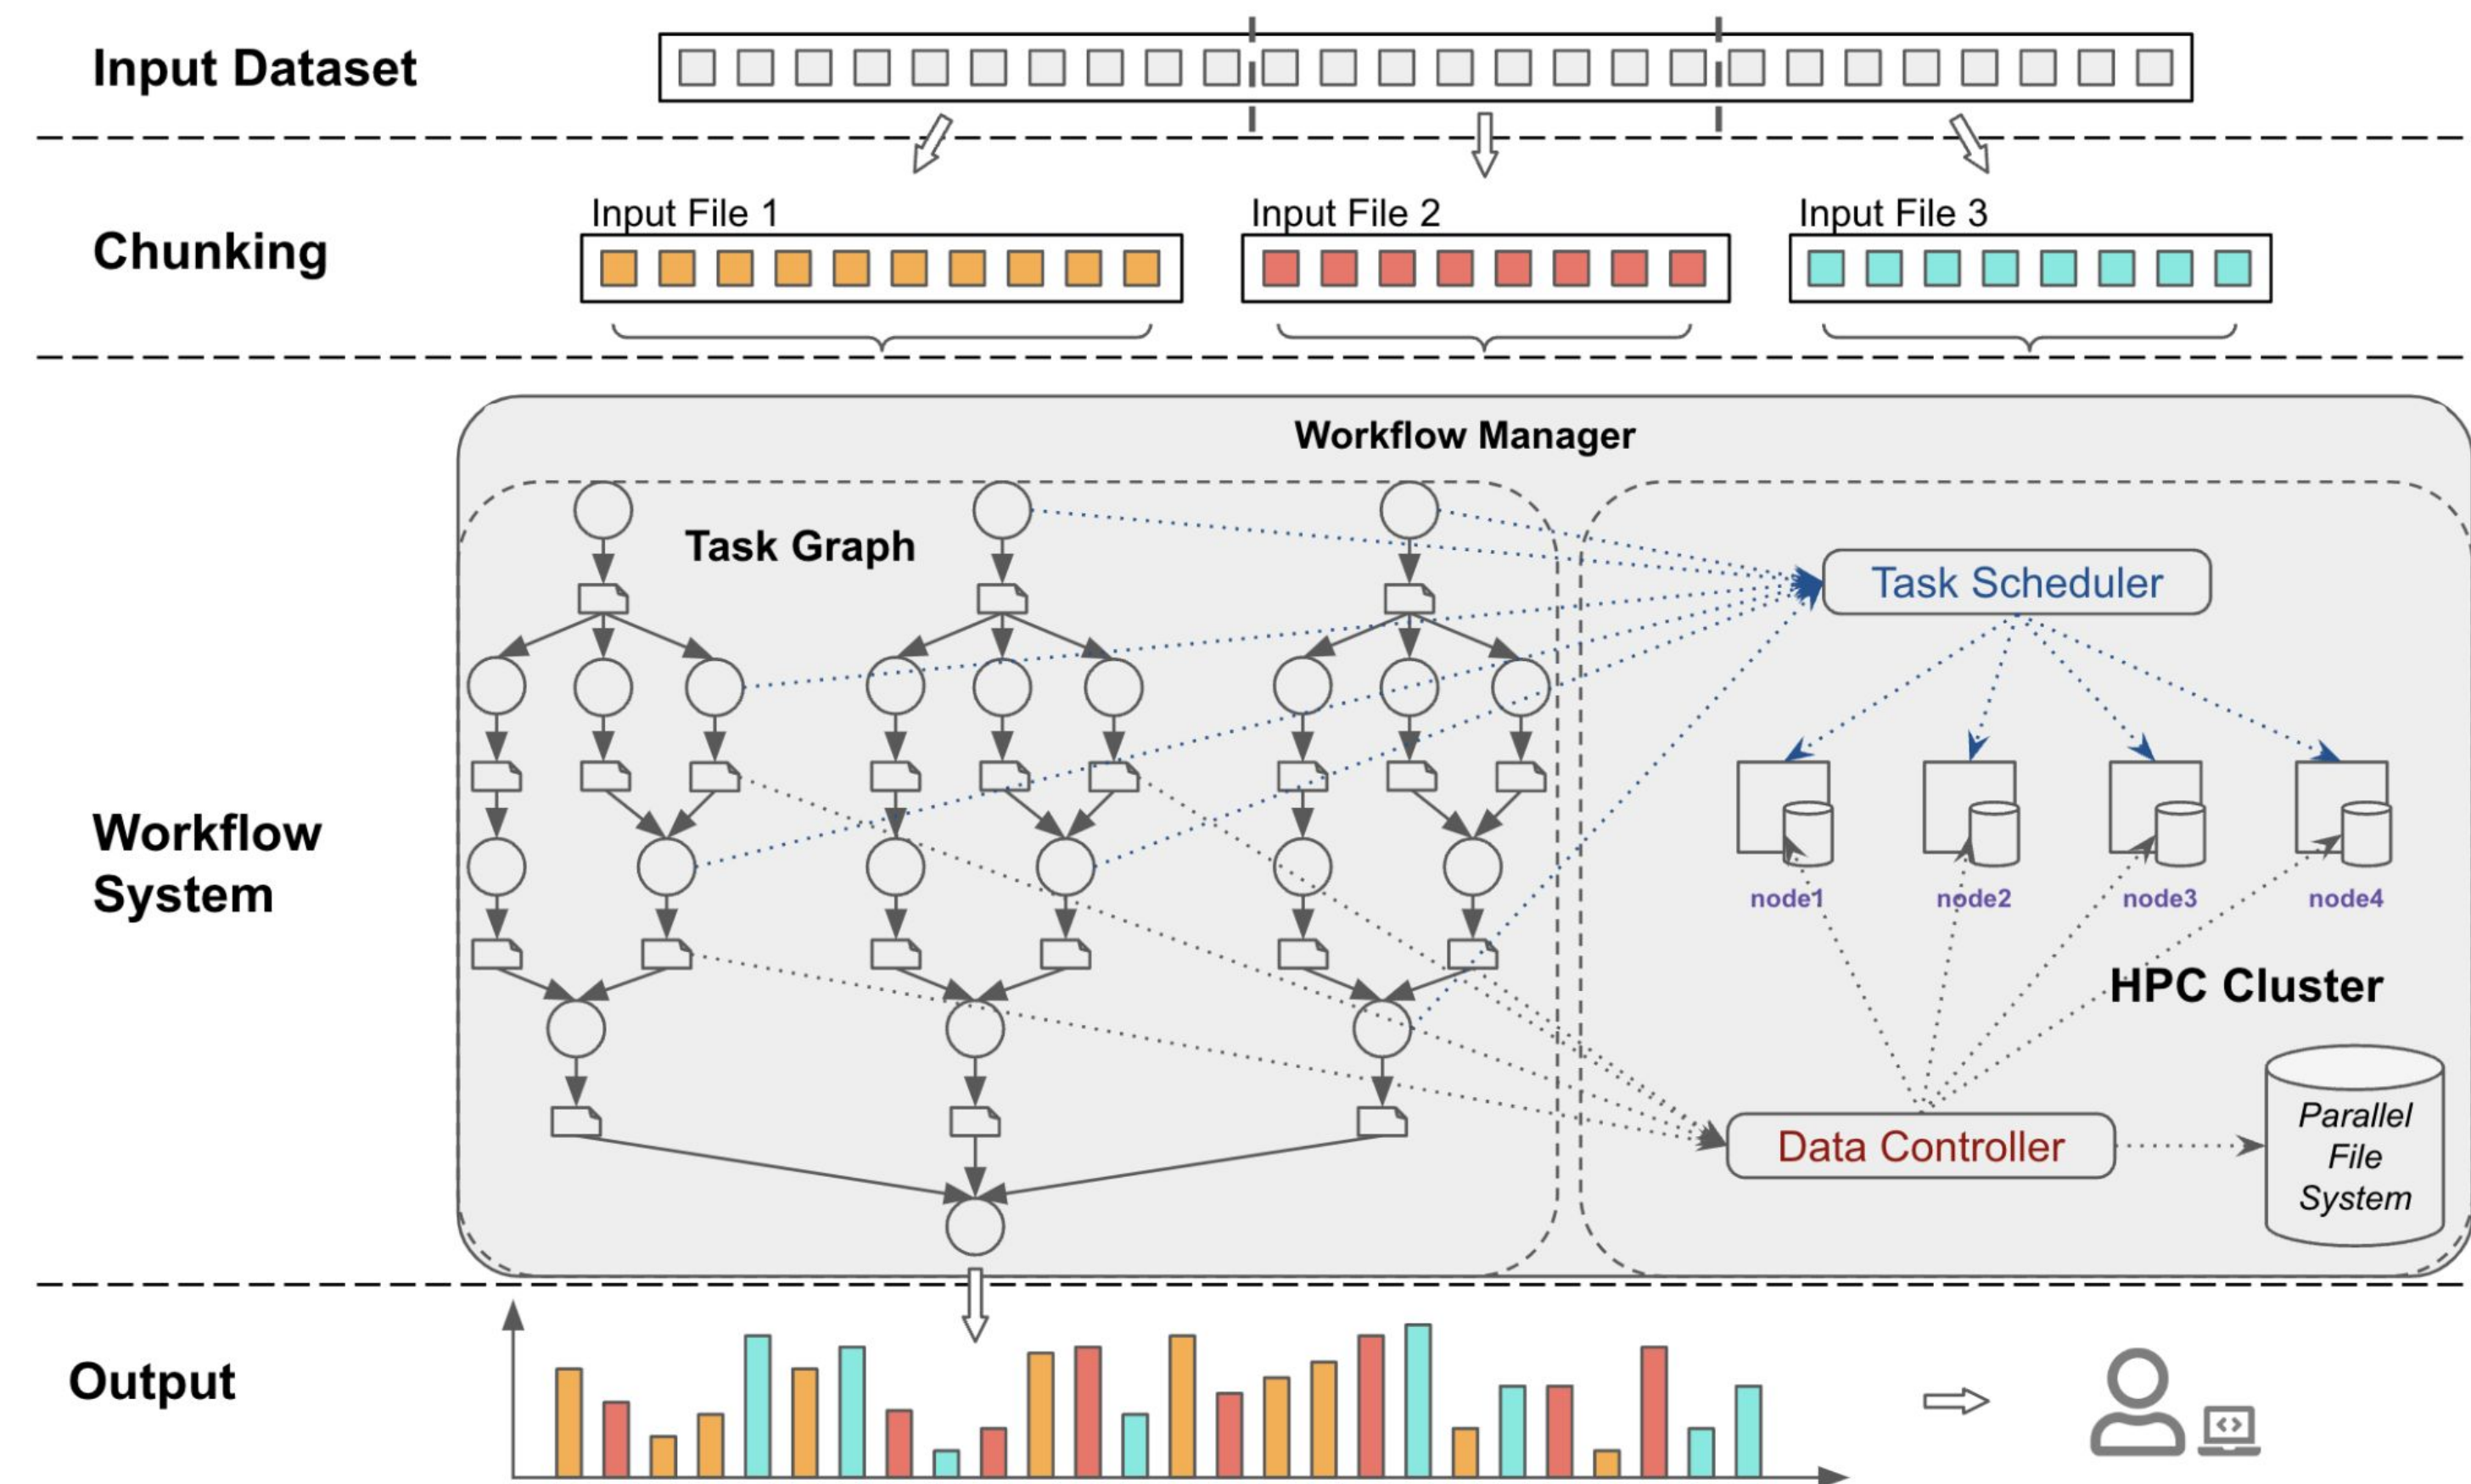 Input Dataset
Chunking
Input File 1
Input File 2
Input File 3
Workflow Manager
Task Graph
Task Scheduler
Workflow
System
node1
node2
node3
node4
HPC Cluster
Data Controller
Parallel
File
System
Output